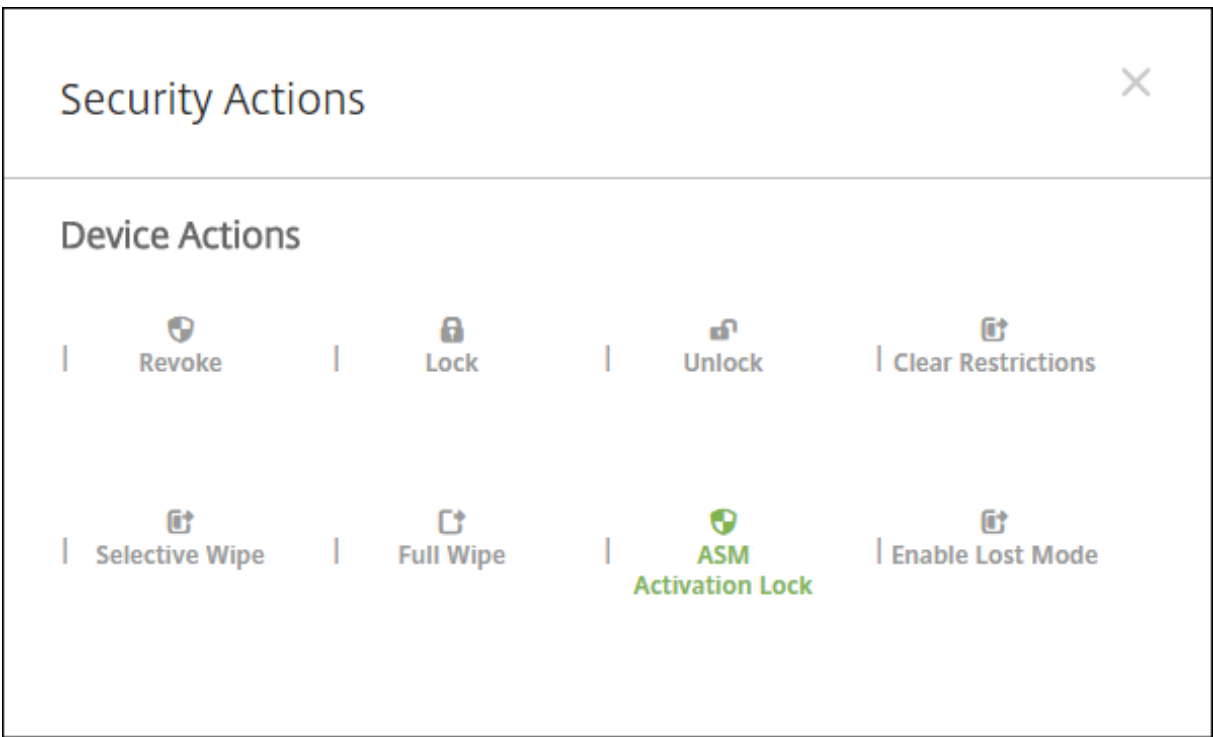 Security Actions
Device Actions
Revoke
Lock
Unlock
Clear Restrictions
Selective Wipe
Full Wipe
ASM
Activation Lock
Enable Lost Mode